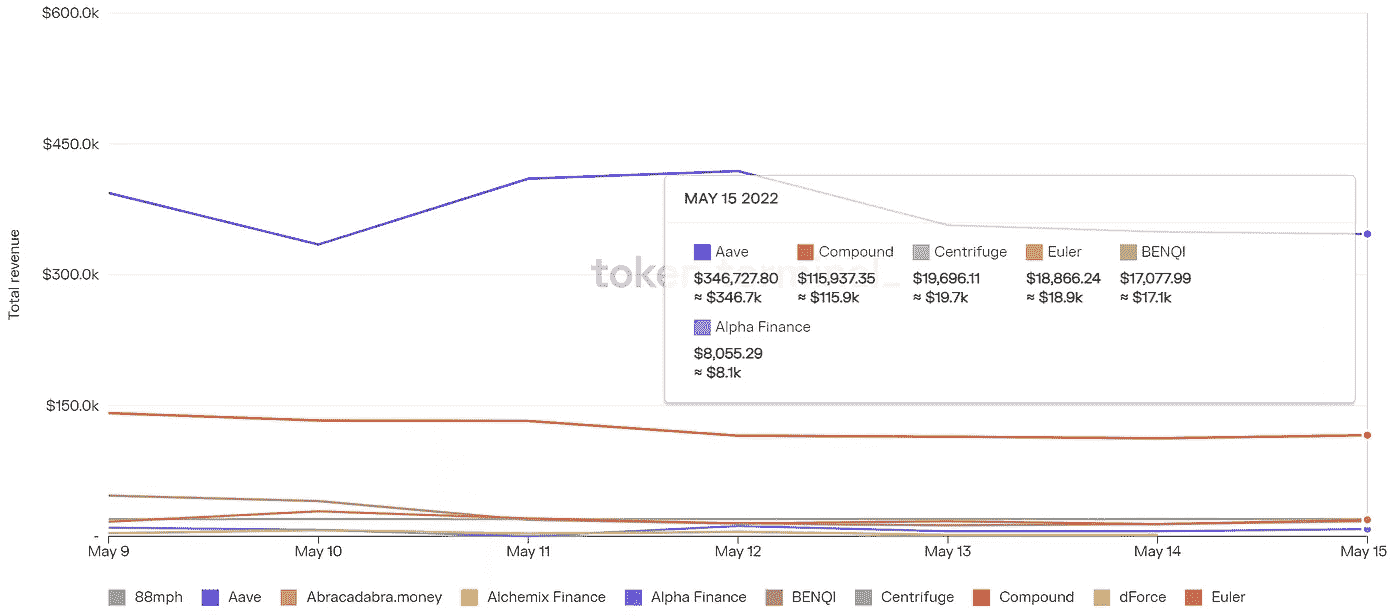 $600.0k
$450.0k
$300.0k
$150.0k
-
Total revenue
MAY 15 2022
Aave Compound Centrifuge Euler BENQI
$346,727.80 $115,937.35 $19,696.11 $18,866.24 $17,077.99
≈ $346.7k ≈ $115.9k ≈ $19.7k ≈ $18.9k ≈ $17.1k
Alpha Finance
$8,055.29
≈ $8.1k
May 9 May 10 May 11 May 12 May 13 May 14 May 15
88mph Aave Abracadabra.money Alchemix Finance Alpha Finance BENQI Centrifuge Compound dForce Euler